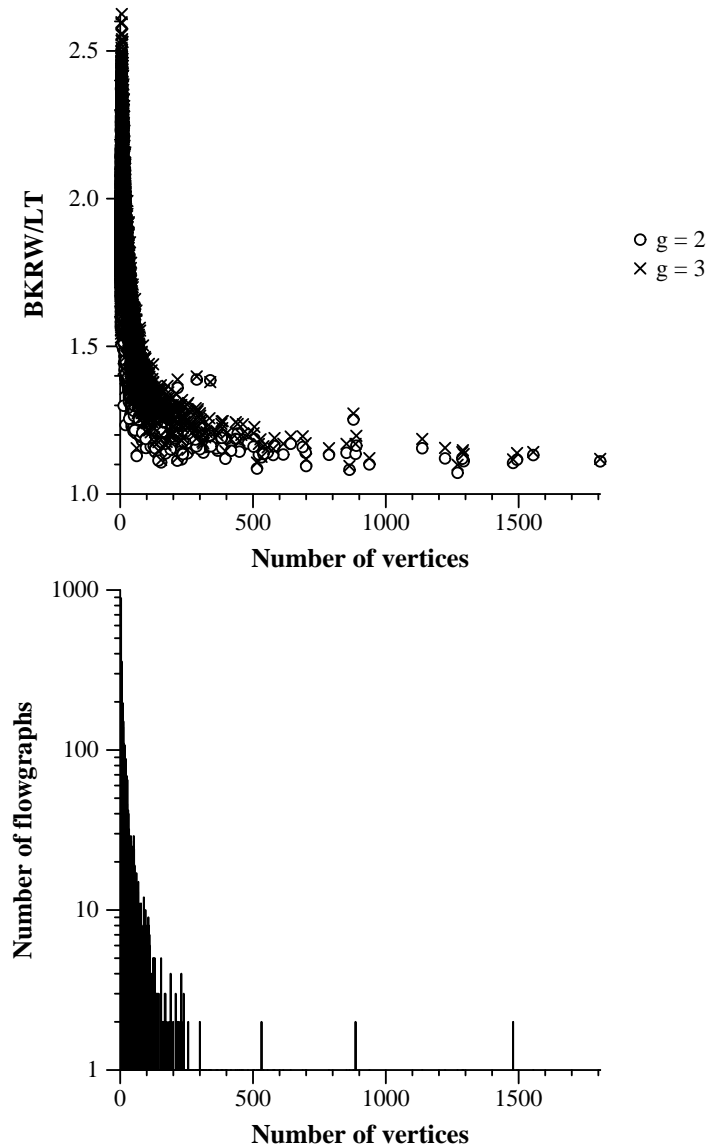 2.5
2.0
1.5
1.0
BKRW/LT
0 500 1000 1500
Number of vertices
g = 2
g = 3
1000
100
10
1
Number of flowgraphs
0 500 1000 1500
Number of vertices